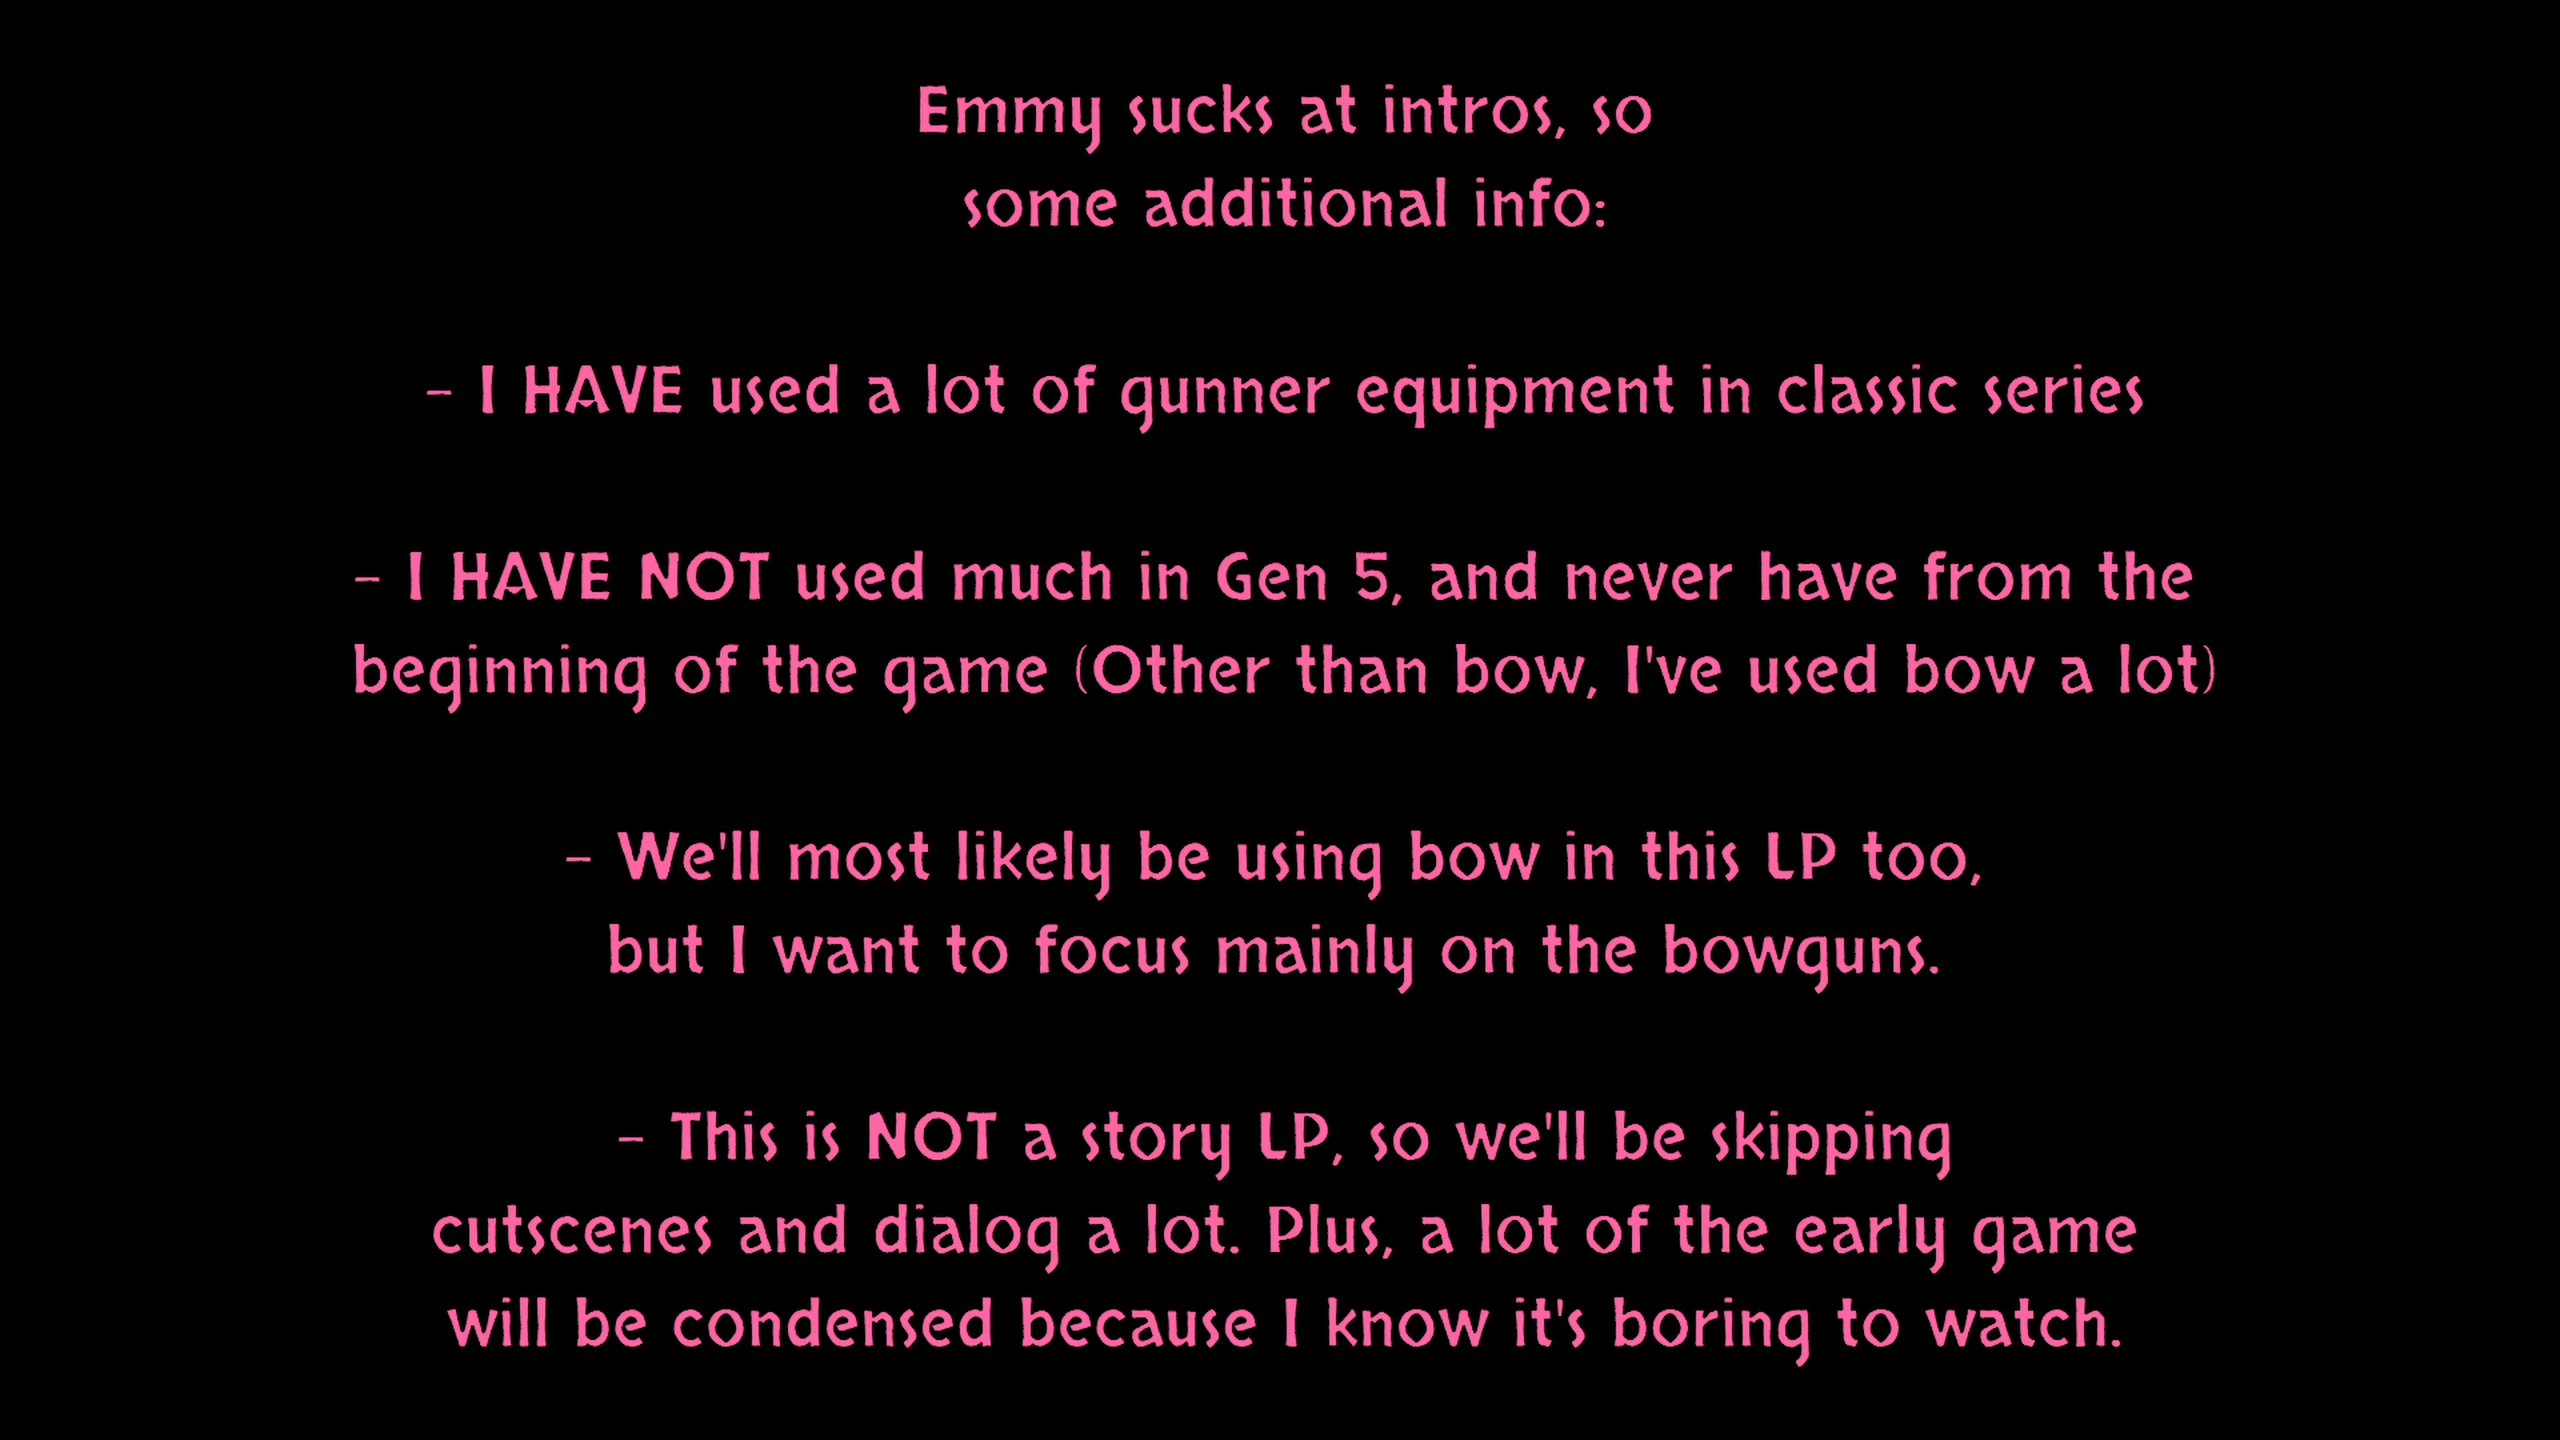 Emmy sucks at intros, so
some additional info:
- I HAVE used a lot of gunner equipment in classic series
- I HAVE NOT used much in Gen 5, and never have from the
beginning of the game (Other than bow, I've used bow a lot)
- We'll most likely be using bow in this LP too,
but I want to focus mainly on the bowguns.
- This is NOT a story LP, so we'll be skipping
cutscenes and dialog a lot. Plus, a lot of the early game
will be condensed because I know it's boring to watch.